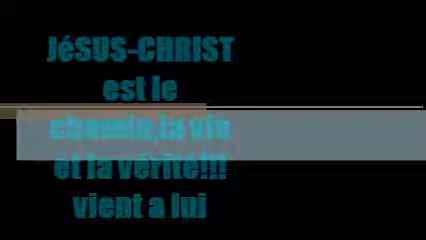 JéSUS-CHRIST
est le
chemin,la vie
et la vérité!!!
vient a lui